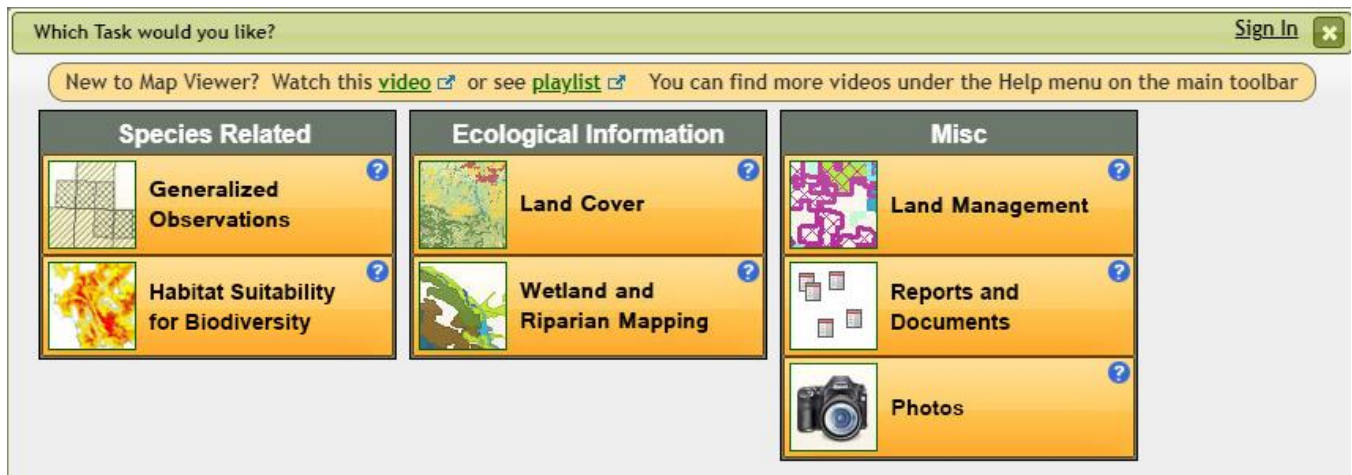 Which Task would you like?
Sign In
New to Map Viewer? Watch this video or see playlist You can find more videos under the Help menu on the main toolbar
Species Related
Generalized
Observations
Habitat Suitability
for Biodiversity
Ecological Information
Land Cover
Wetland and
Riparian Mapping
Misc
Land Management
Reports and
Documents
Photos